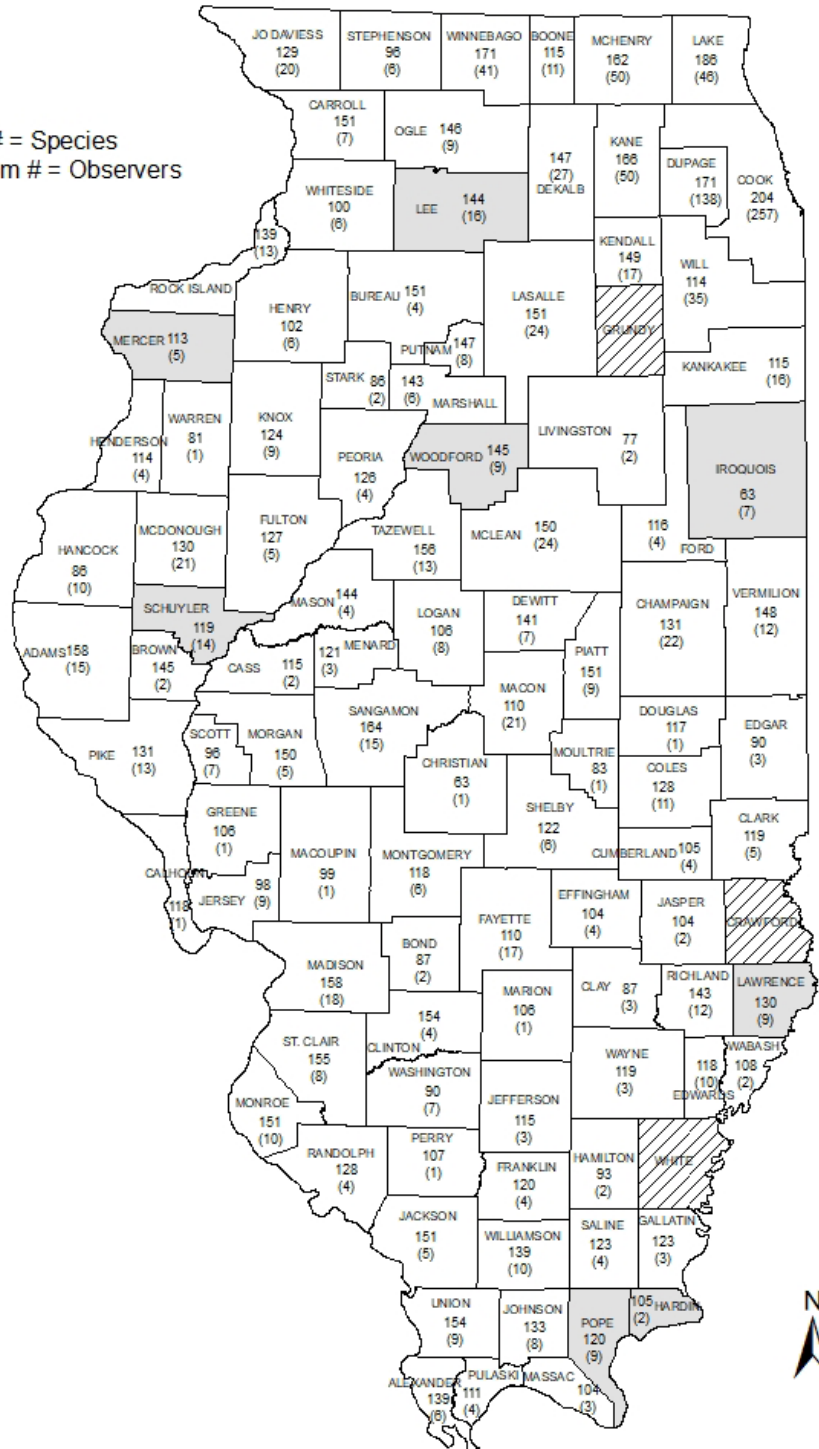 JO DAVIESS
129
(20)
STEPHENSON
96
(6)
WINNEBAGO
171
(41)
BOONE
115
(11)
MCHENRY
162
(50)
LAKE
186
(46)
# = Species
m # = Observers
CARROLL
151
(7)
OGLE 146
(9)
147
(27)
DEKALB
KANE
166
(50)
DUPAGE
171
(138)
COOK
204
(257)
WHITESIDE
100
(6)
LEE 144
(16)
139
(13)
ROCK ISLAND
KENDALL
149
(17)
WILL
114
(35)
HENRY
102
(6)
BUREAU 151
(4)
LASALLE
151
(24)
GRUNDY
MERCER 113
(5)
PUTNAM 147
(8)
KANKAKEE 115
(16)
STARK 86
(2)
143
(6)
MARSHALL
HENDERSON
114
(4)
WARREN
81
(1)
KNOX
124
(9)
PEORIA
126
(4)
WOODFORD 145
(9)
LIVINGSTON 77
(2)
IROQUOIS
63
(7)
HANCOCK
86
(10)
MCDONOUGH
130
(21)
FULTON
127
(5)
TAZEWELL
156
(13)
MCLEAN 150
(24)
116
(4)
FORD
SCHUYLER
119
(14)
MASON 144
(4)
LOGAN
106
(8)
DEWITT
141
(7)
CHAMPAIGN
131
(22)
VERMILION
148
(12)
ADAMS 158
(15)
BROWN
145
(2)
CASS 115
(2)
121
(3)
MENARD
PIATT
151
(9)
MACON
110
(21)
PIKE 131
(13)
SCOTT
96
(7)
MORGAN
150
(5)
SANGAMON
164
(15)
CHRISTIAN
63
(1)
MOULTRIE
83
(1)
DOUGLAS
117
(1)
EDGAR
90
(3)
COLES
128
(11)
GREENE
106
(1)
MACOUPIN
99
(1)
MONTGOMERY
118
(6)
SHELBY
122
(6)
CUMBERLAND 105
(4)
CLARK
119
(5)
CALHOUN
118
(1)
JERSEY 98
(9)
BOND
87
(2)
FAYETTE
110
(17)
EFFINGHAM
104
(4)
JASPER
104
(2)
CRAWFORD
MADISON
158
(18)
MARION
106
(1)
CLAY 87
(3)
RICHLAND
143
(12)
LAWRENCE
130
(9)
154
(4)
CLINTON
ST. CLAIR
155
(8)
WASHINGTON
90
(7)
WAYNE
119
(3)
118
(10)
EDWARDS
WABASH
108
(2)
MONROE
151
(10)
JEFFERSON
115
(3)
RANDOLPH
128
(4)
PERRY
107
(1)
FRANKLIN
120
(4)
HAMILTON
93
(2)
WHITE
JACKSON
151
(5)
WILLIAMSON
139
(10)
SALINE
123
(4)
GALLATIN
123
(3)
UNION
154
(9)
JOHNSON
133
(8)
POPE
120
(9)
105
(2)
HARDIN
N
ALEXANDER
139
(6)
PULASKI
111
(4)
MASSAC
104
(3)